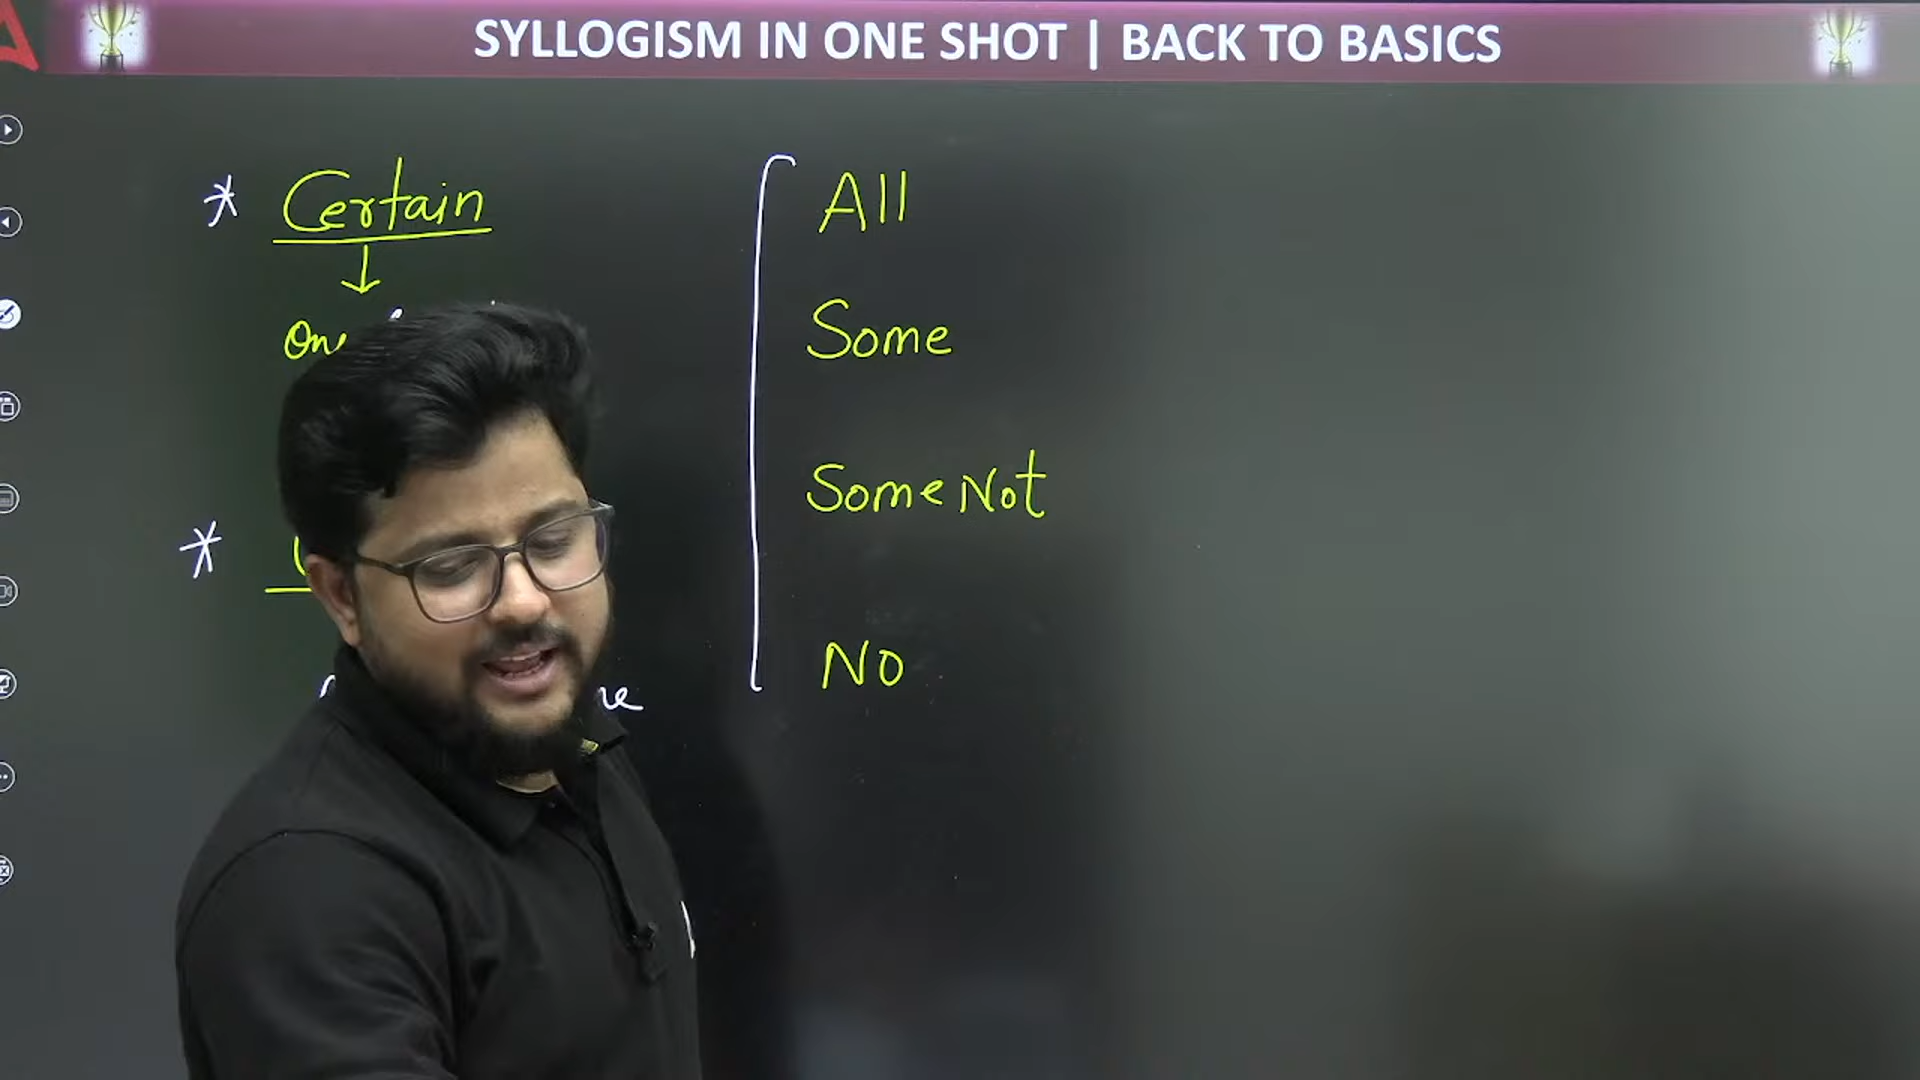 SYLLOGISM IN ONE SHOT | BACK TO BASICS
* Certain
*
All
Some
Some Not
No